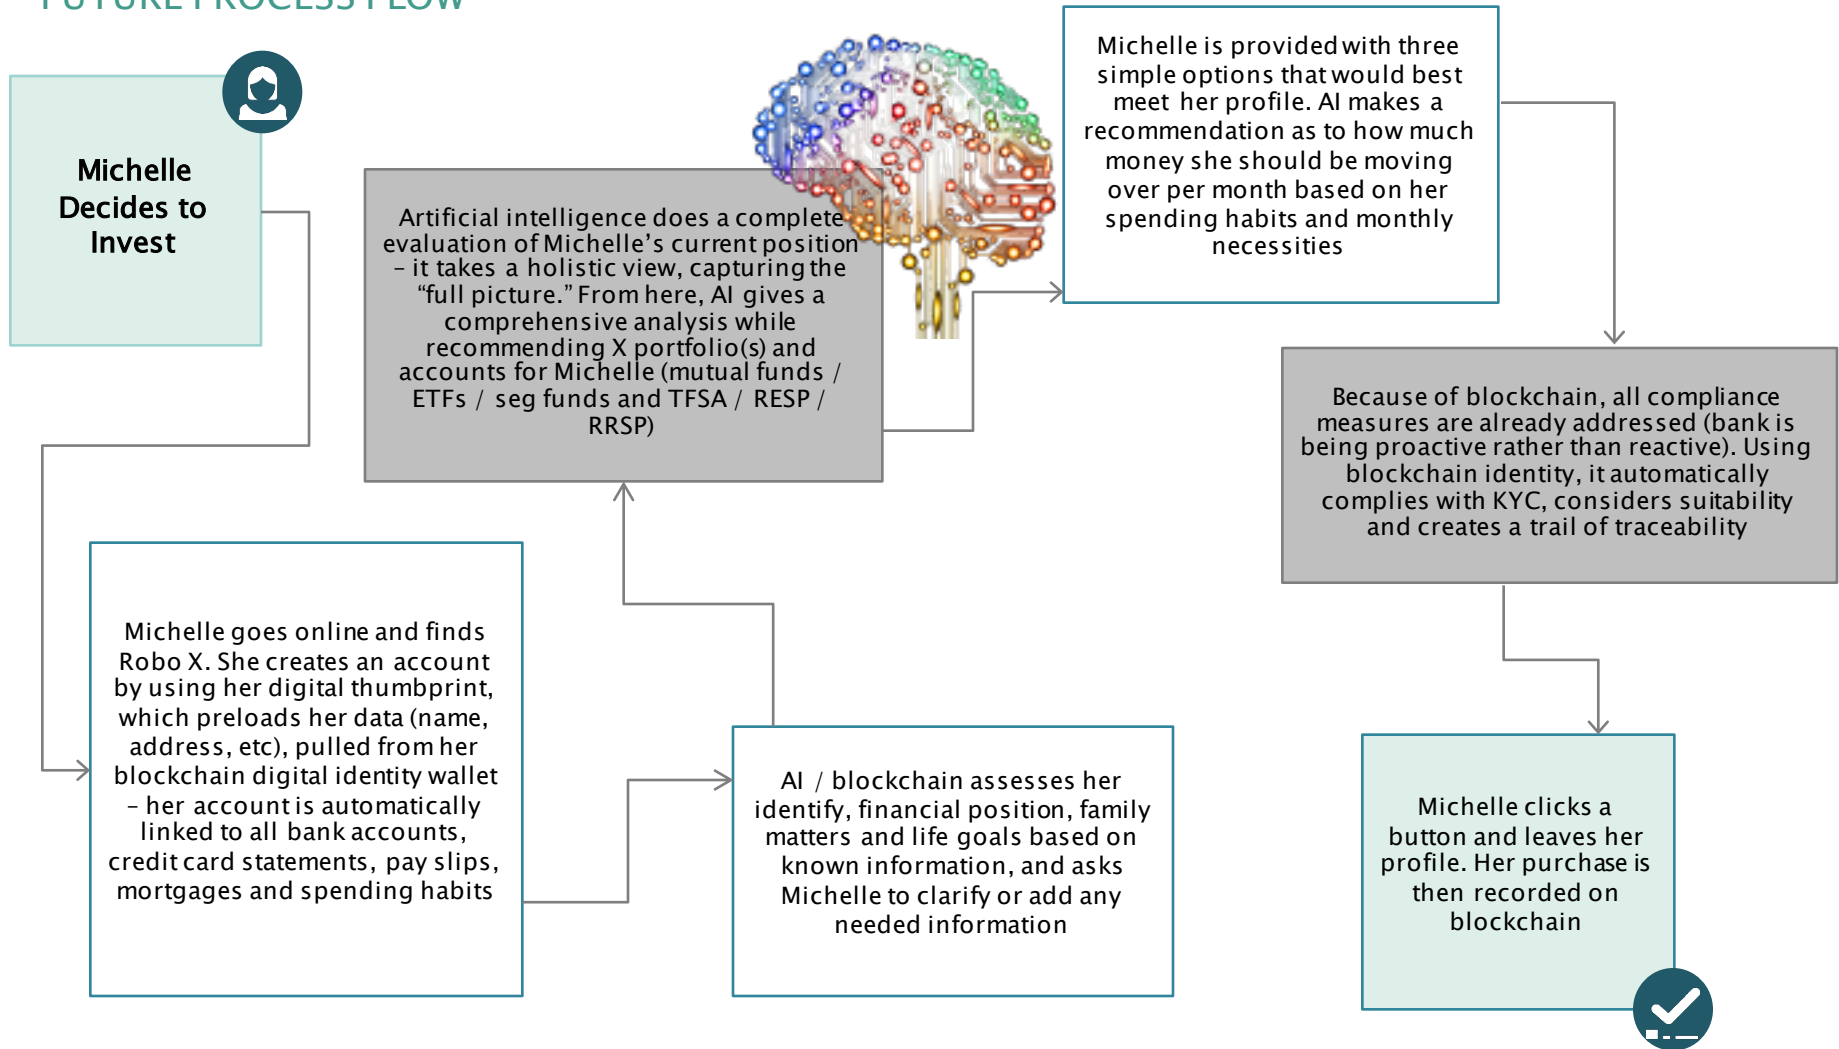 FUTURE PROCESS FLOW
Michelle
Decides to
Invest
Michelle goes online and finds
Robo X. She creates an account
by using her digital thumbprint,
which preloads her data (name,
address, etc), pulled from her
blockchain digital identity wallet
– her account is automatically
linked to all bank accounts,
credit card statements, pay slips,
mortgages and spending habits
AI / blockchain assesses her
identify, financial position, family
matters and life goals based on
known information, and asks
Michelle to clarify or add any
needed information
Artificial intelligence does a complete
evaluation of Michelle’s current position
– it takes a holistic view, capturing the
“full picture.” From here, AI gives a
comprehensive analysis while
recommending X portfolio(s) and
accounts for Michelle (mutual funds /
ETFs / seg funds and TFSA / RESP /
RRSP)
Michelle is provided with three
simple options that would best
meet her profile. AI makes a
recommendation as to how much
money she should be moving
over per month based on her
spending habits and monthly
necessities
Because of blockchain, all compliance
measures are already addressed (bank is
being proactive rather than reactive). Using
blockchain identity, it automatically
complies with KYC, considers suitability
and creates a trail of traceability
Michelle clicks a
button and leaves her
profile. Her purchase is
then recorded on
blockchain